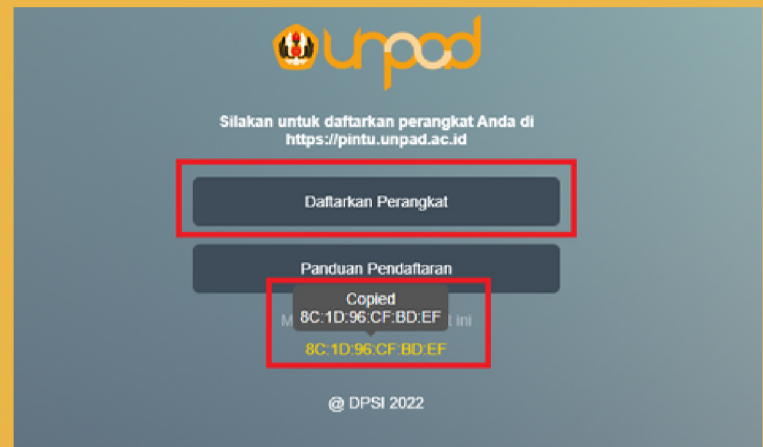 unpad
Silakan untuk daftarkan perangkat Anda di
https://pintu.unpad.ac.id
Daftarkan Perangkat
Panduan Pendaftaran
Copied
8C:1D:96:CF:BD:EF
ini
8C:1D:96:CF:BD:EF
@ DPSI 2022